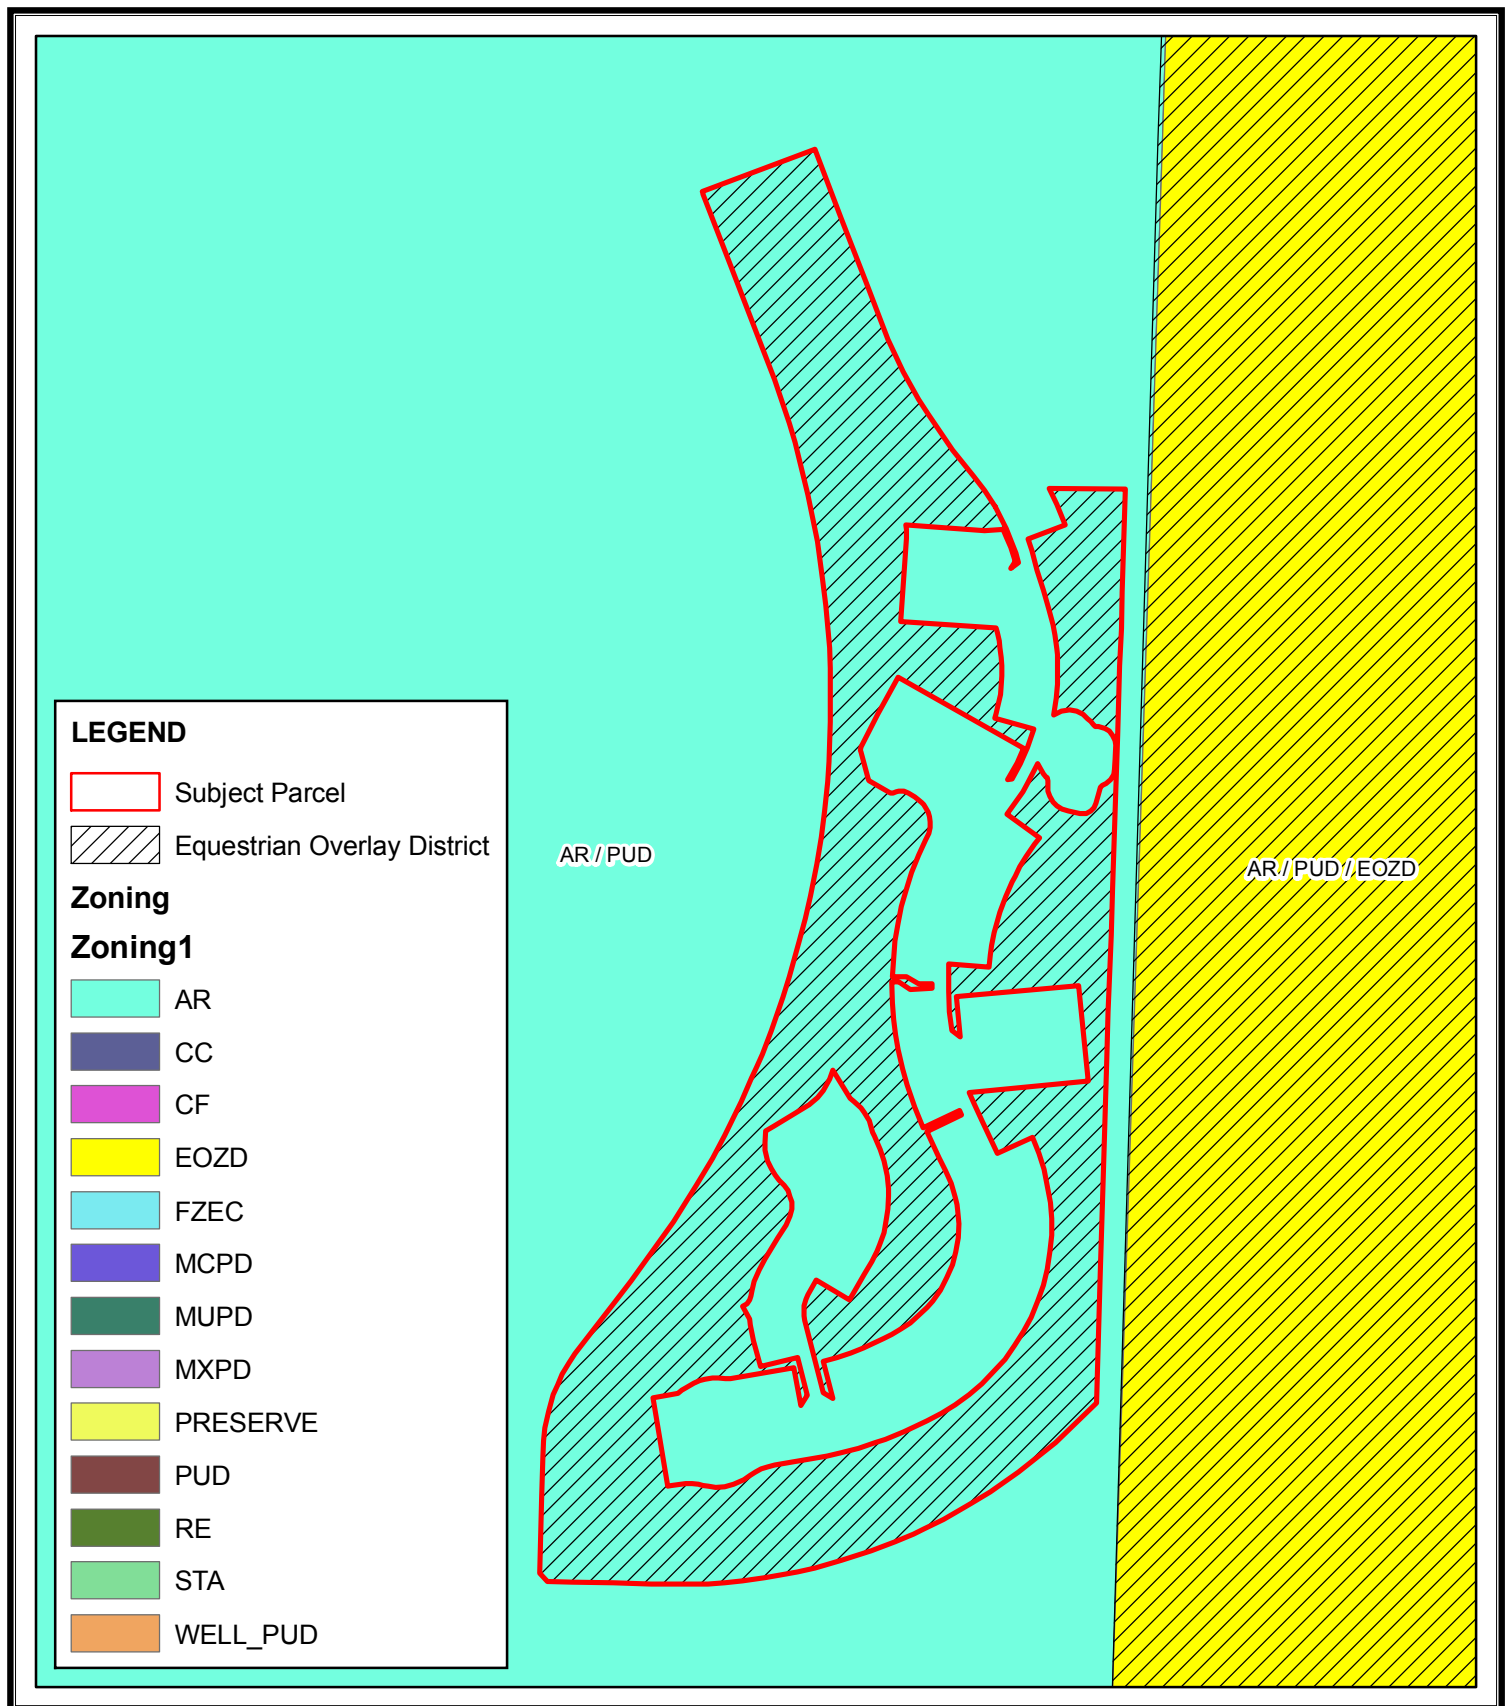 LEGEND
Subject Parcel
Equestrian Overlay District
Zoning
Zoning1
AR
CC
CF
EOZD
FZEC
MCPD
MUPD
MXPD
PRESERVE
PUD
RE
STA
WELL_PUD
AR / PUD
AR / PUD / EOZD